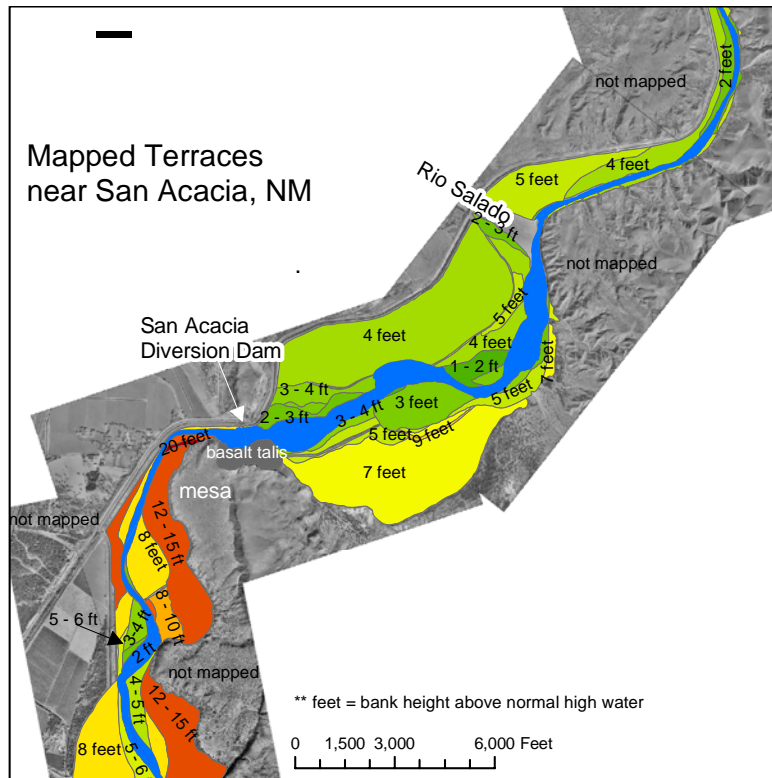 Mapped Terraces
near San Acacia, NM
not mapped
2 feet
4 feet
5 feet
Rio Salado
2 - 3 ft
not mapped
5 feet
4 feet
4 feet
1 - 2 ft
San Acacia
Diversion Dam
3 - 4 ft
2 - 3 ft
3 - 4 ft
3 feet
5 feet
5 feet
9 feet
7 feet
20 feet
basalt talis
mesa
not mapped
12 - 15 ft
8 feet
8 - 10 ft
5 - 6 ft
3-4 ft
2 ft
not mapped
4 - 5 ft
12 - 15 ft
8 feet
5 - 6
** feet = bank height above normal high water
0 1,500 3,000 6,000 Feet